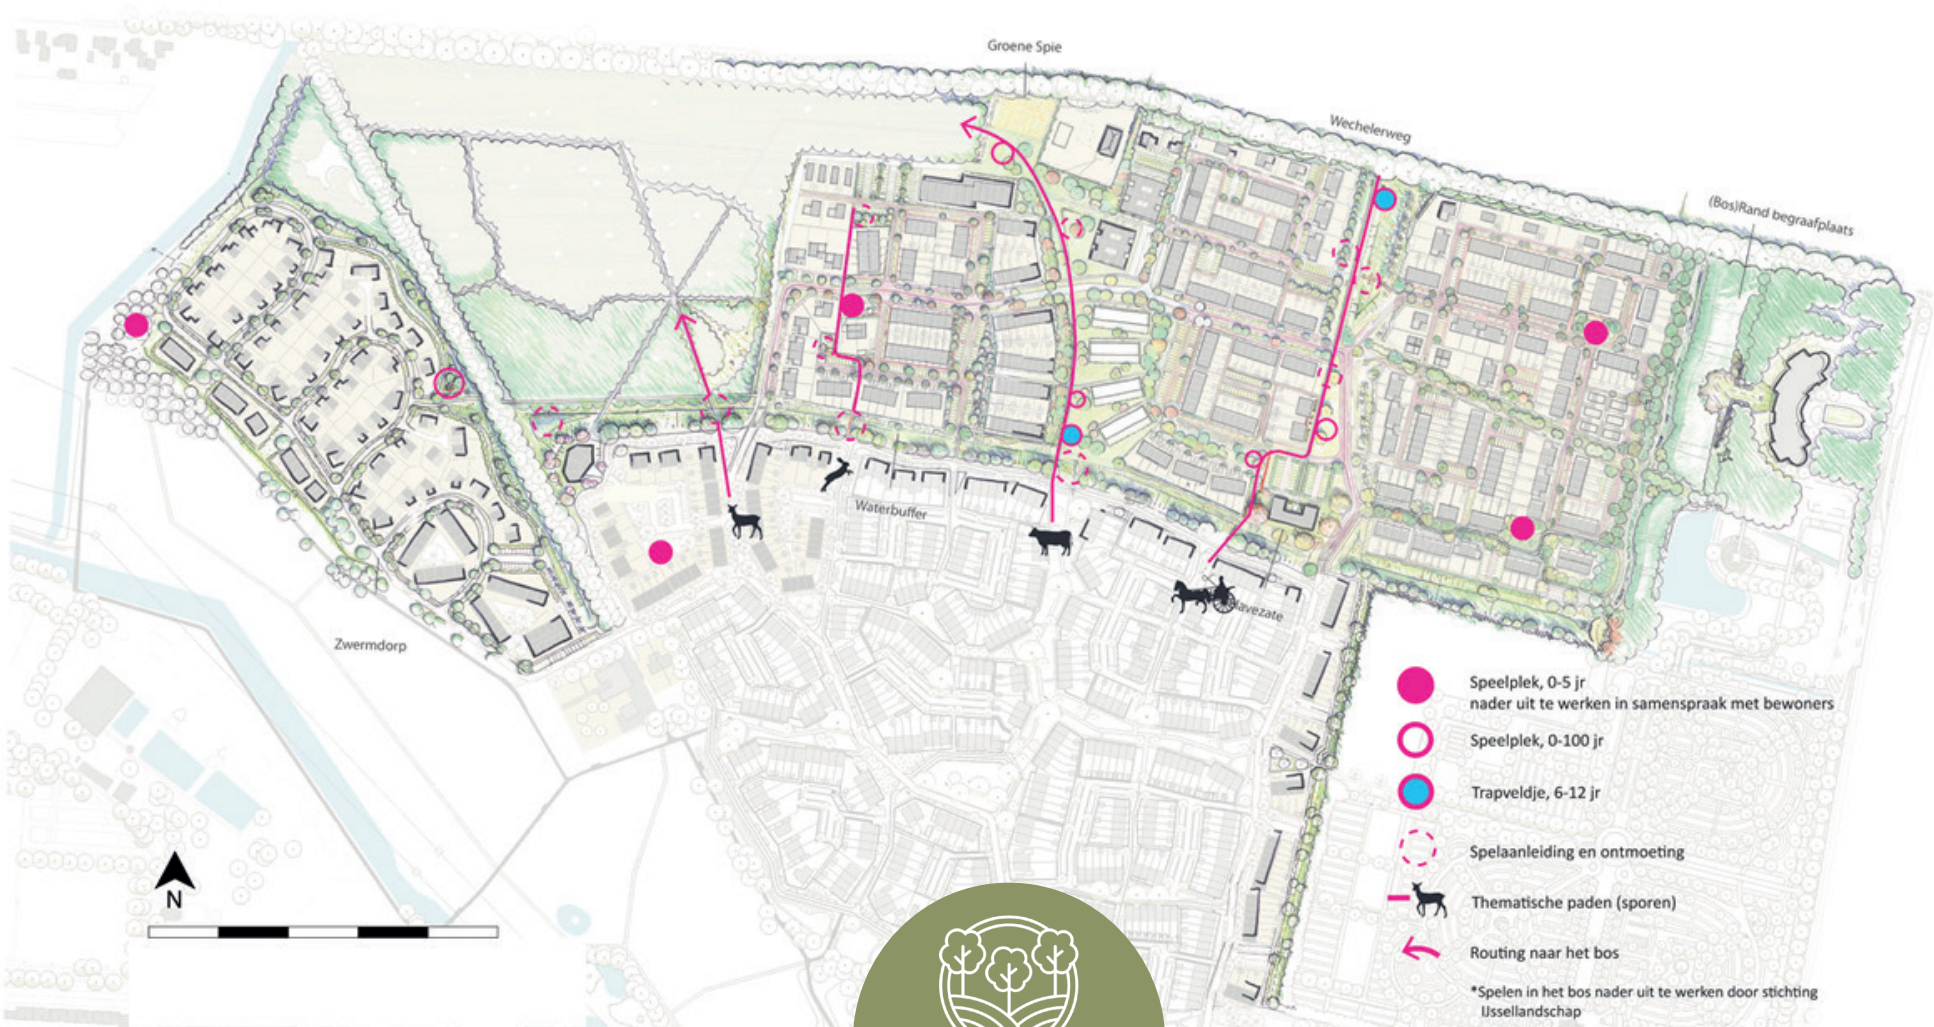 Groene Spie
Wechelerweg
(Bos)Rand begraafplaats
Waterbuffer
Havezate
Zwermdorp
N
Speelplek, 0-5 jr
nader uit te werken in samenspraak met bewoners
Speelplek, 0-100 jr
Trapveldje, 6-12 jr
Spelaanleiding en ontmoeting
Thematische paden (sporen)
Routing naar het bos
*Spelen in het bos nader uit te werken door stichting
IJssellandschap